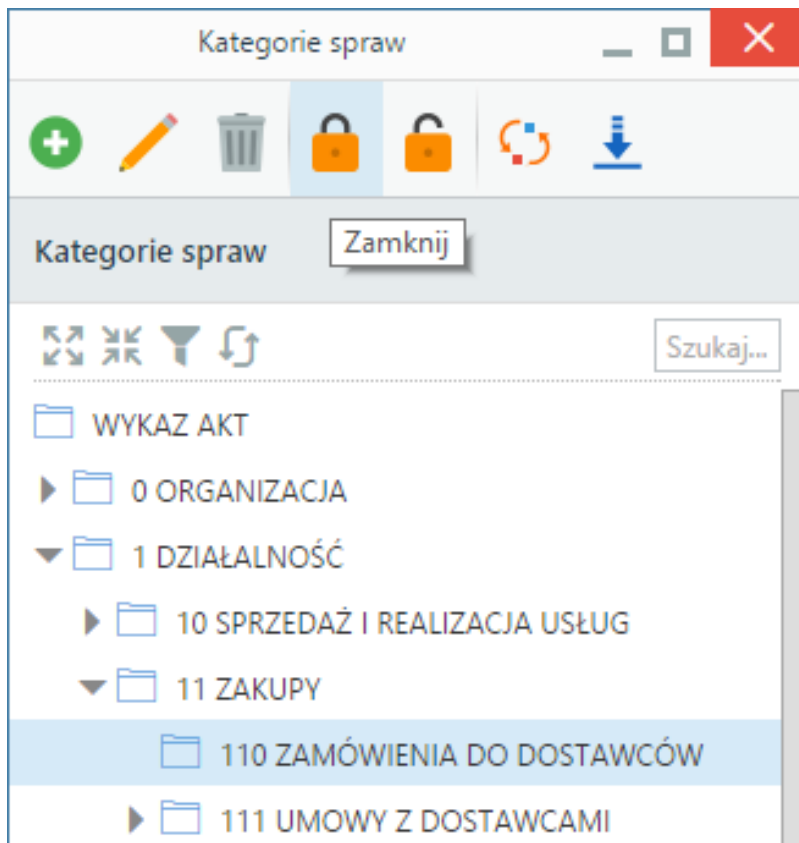 Kategorie spraw
Kategorie spraw
Zamknij
Szukaj...
WYKAZ AKT
0 ORGANIZACJA
1 DZIAŁALNOŚĆ
10 SPRZEDAŻ I REALIZACJA USŁUG
11 ZAKUPY
110 ZAMÓWIENIA DO DOSTAWCÓW
111 UMOWY Z DOSTAWCAMI